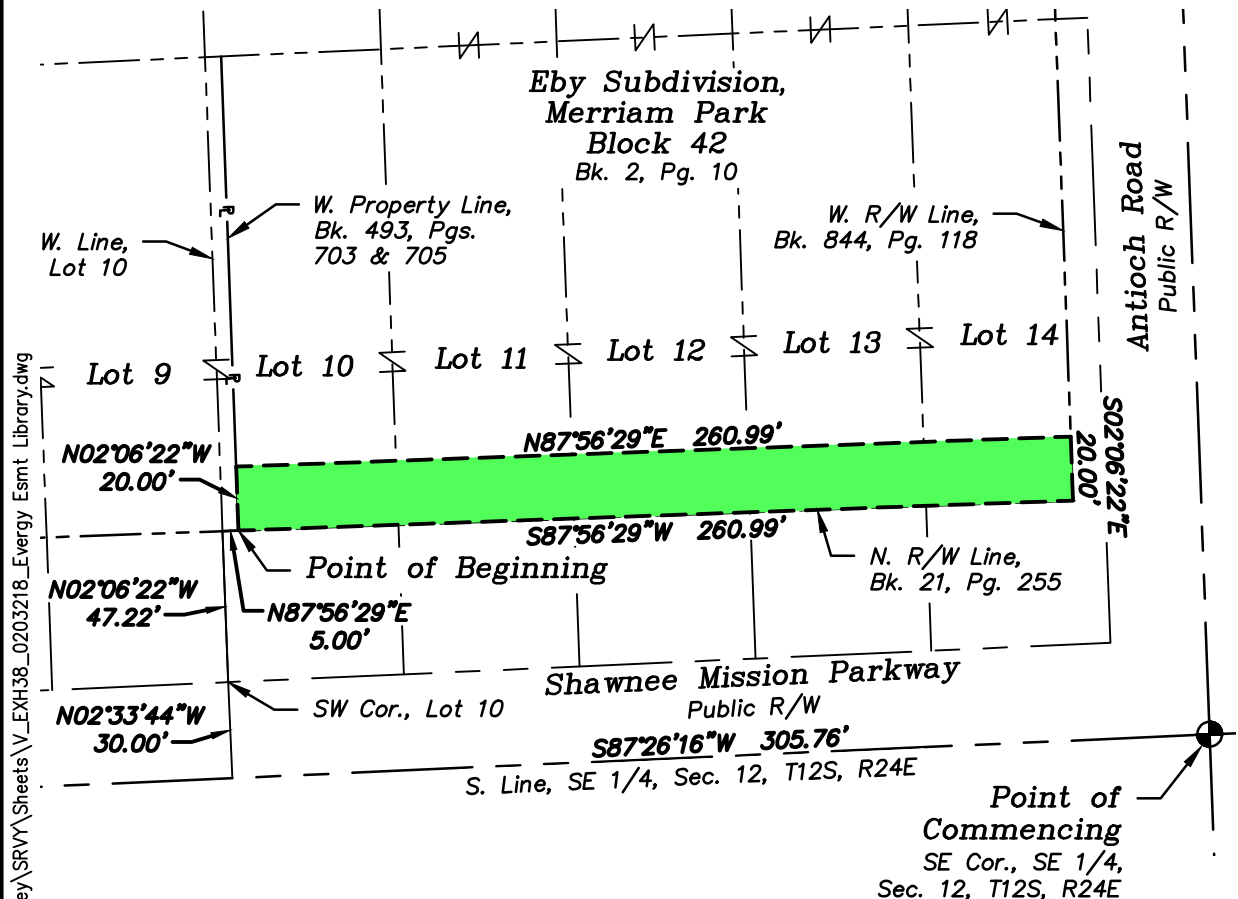 Eby Subdivision,
Merriam Park
Block 42
Bk. 2, Pg. 10
W. Property Line,
Bk. 493, Pgs.
703 & 705
W. Line,
Lot 10
W. R/W Line,
Bk. 844, Pg. 118
Antioch Road
Public R/W
Lot 9
Lot 10
Lot 11
Lot 12
Lot 13
Lot 14
N02°06'22"W
20.00'
N87°56'29"E 260.99'
S02°06'22"E
20.00'
S87°56'29"W 260.99'
Point of Beginning
N. R/W Line,
Bk. 21, Pg. 255
N02°06'22"W
47.22'
N87°56'29"E
5.00'
Shawnee Mission Parkway
Public R/W
SW Cor., Lot 10
N02°33'44"W
30.00'
S87°26'16"W 305.76'
S. Line, SE 1/4, Sec. 12, T12S, R24E
Point of
Commencing
SE Cor., SE 1/4,
Sec. 12, T12S, R24E
ey\SRVY\Sheets\V_EXH38_0203218_Evergy Esmt Library.dwg